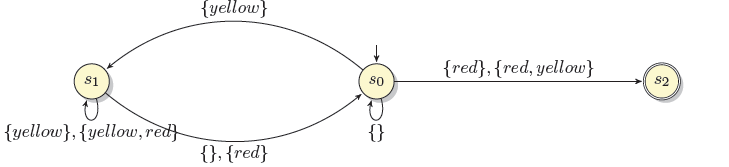 {yellow}
{red}, {red, yellow}
s1
s0
s2
{yellow}, {yellow, red}
{}
{}, {red}